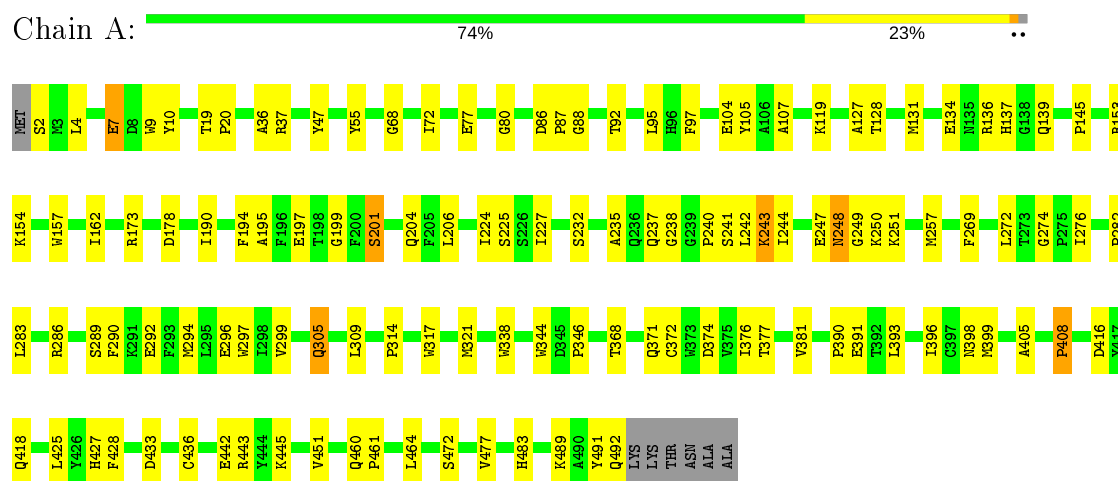 Chain A:
74% 23% ••
MET S2 M3 L4 E7 D8 W9 Y10 T19 P20 A36 R37 Y47 Y55 G68 I72 E77 G80 D86 P87 G88 T92 L95 H96 F97 E104 Y105 A106 A107 K119 A127 T128 M131 E134 N135 R136 H137 G138 Q139 P145
K154 W157 I162 R173 D178 I190 F194 A195 F196 E197 T198 G199 F200 S201 Q204 F205 L206 I224 S225 S226 I227 S232 A235 Q236 Q237 G238 G239 P240 S241 L242 K243 I244 E247 N248 G249 K250 K251 M257 F269 L272 T273 G274 P275 I276
L283 R286 S289 F290 K291 E292 F293 M294 L295 E296 W297 I298 V299 Q305 L309 P314 W317 M321 W338 W344 D345 P346 T368 Q371 C372 W373 D374 V375 I376 T377 V381 P390 E391 T392 L393 I396 C397 N398 M399 A405 P408 D416 Y417
Q418 L425 Y426 H427 F428 D433 C436 E442 R443 Y444 K445 V451 Q460 P461 L464 S472 V477 H483 K489 A490 Y491 Q492 LYS LYS THR ASN ALA ALA